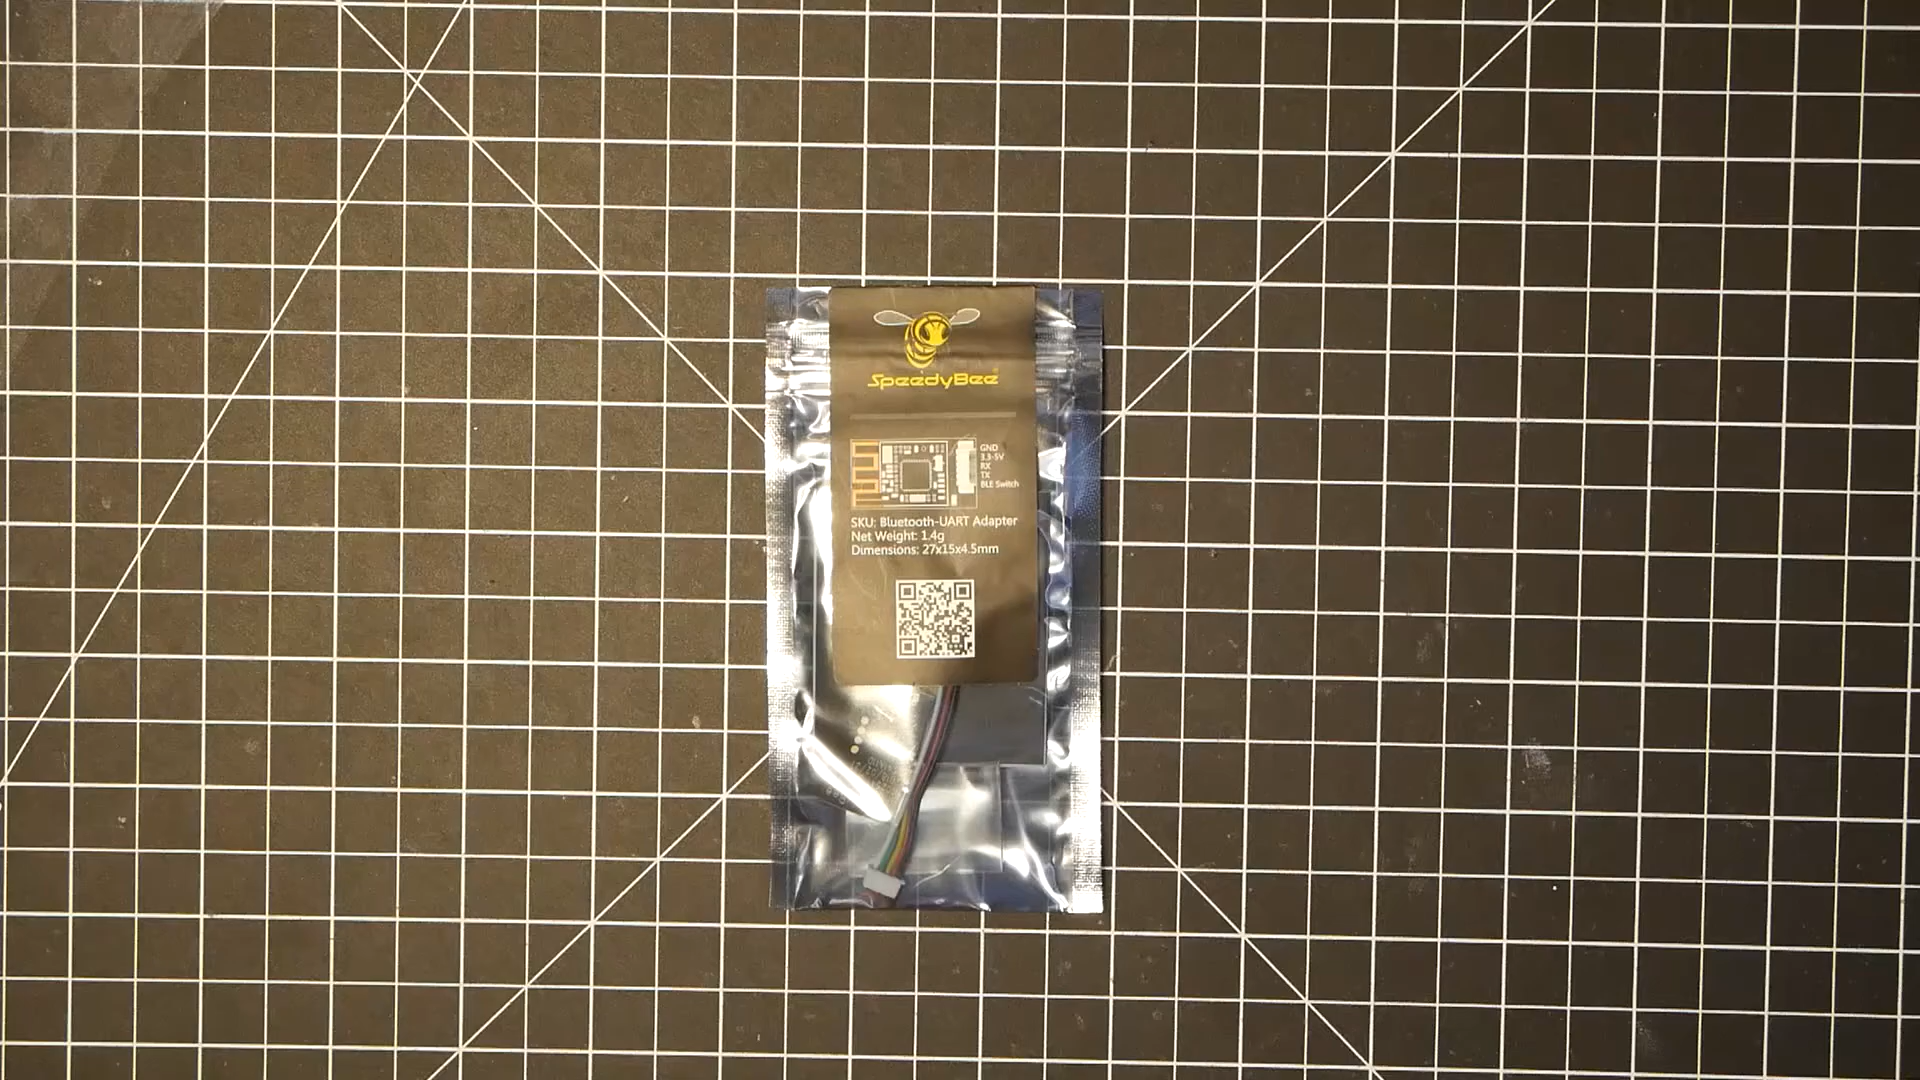 SpeedyBee
GND
3.3-5V
RX
TX
BLE Switch
SKU: Bluetooth-UART Adapter
Net Weight: 1.4g
Dimensions: 27x15x4.5mm